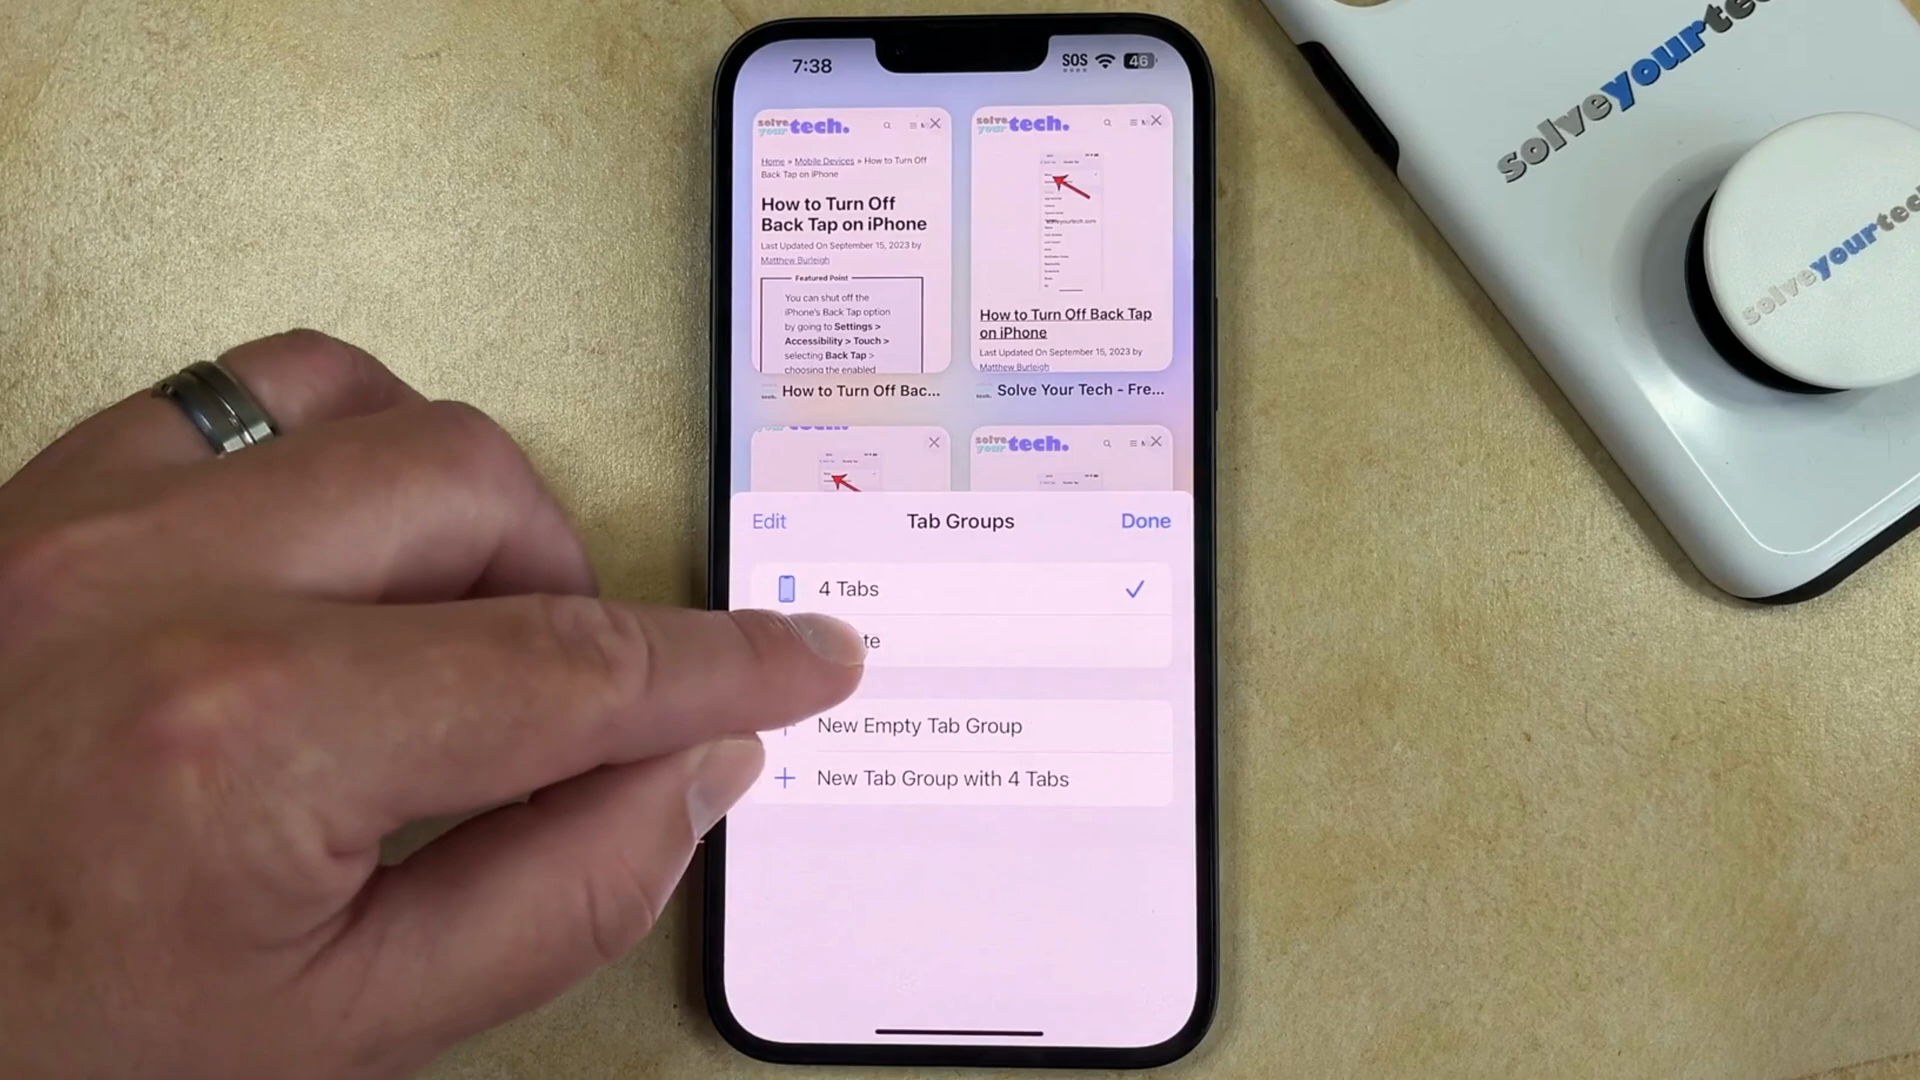 7:38
SOS
46
solve your tech.
Home » Mobile Devices » How to Turn Off
Back Tap on iPhone
How to Turn Off
Back Tap on iPhone
Last Updated On September 15, 2023 by
Matthew Burleigh
Featured Point
You can shut off the
iPhone's Back Tap option
by going to Settings >
Accessibility > Touch >
selecting Back Tap >
choosing the enabled
How to Turn Off Bac...
solve your tech.
solveyourtech.com
How to Turn Off Back Tap
on iPhone
Last Updated On September 15, 2023 by
Matthew Burleigh
Solve Your Tech - Fre...
solve your tech.
Edit
Tab Groups
Done
4 Tabs
te
New Empty Tab Group
New Tab Group with 4 Tabs
solveyourtec
solveyourtec